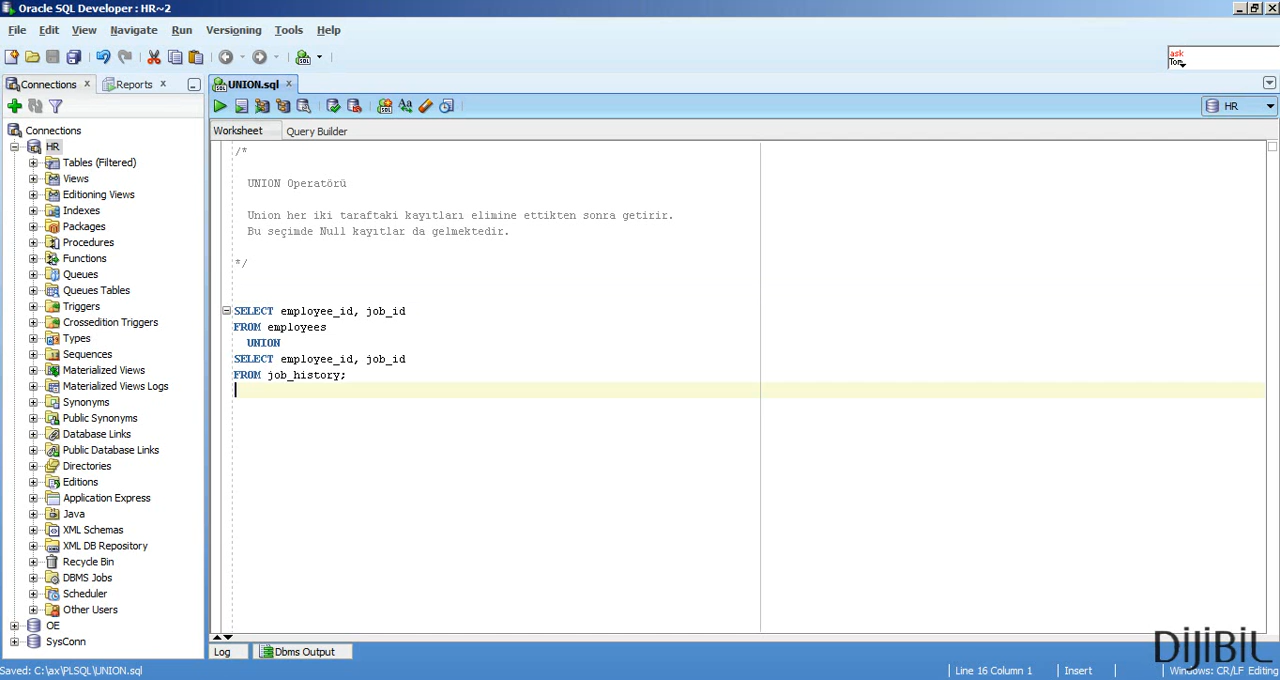 Oracle SQL Developer : HR~2
File Edit View Navigate Run Versioning Tools Help
ask
Tom
Connections Reports UNION.sql
HR
Worksheet Query Builder
Connections
HR
Tables (Filtered)
Views
Editioning Views
Indexes
Packages
Procedures
Functions
Queues
Queues Tables
Triggers
Crossedition Triggers
Types
Sequences
Materialized Views
Materialized Views Logs
Synonyms
Public Synonyms
Database Links
Public Database Links
Directories
Editions
Application Express
Java
XML Schemas
XML DB Repository
Recycle Bin
DBMS Jobs
Scheduler
Other Users
OE
SysConn
/*
UNION Operatörü
Union her iki taraftaki kayıtları elimine ettikten sonra getirir.
Bu seçimde Null kayıtlar da gelmektedir.
*/
SELECT employee_id, job_id
FROM employees
UNION
SELECT employee_id, job_id
FROM job_history;
Log Dbms Output
DİJİBİL
Saved: C:\ax\PLSQL\UNION.sql Line 16 Column 1 Insert Windows: CR/LF Editing